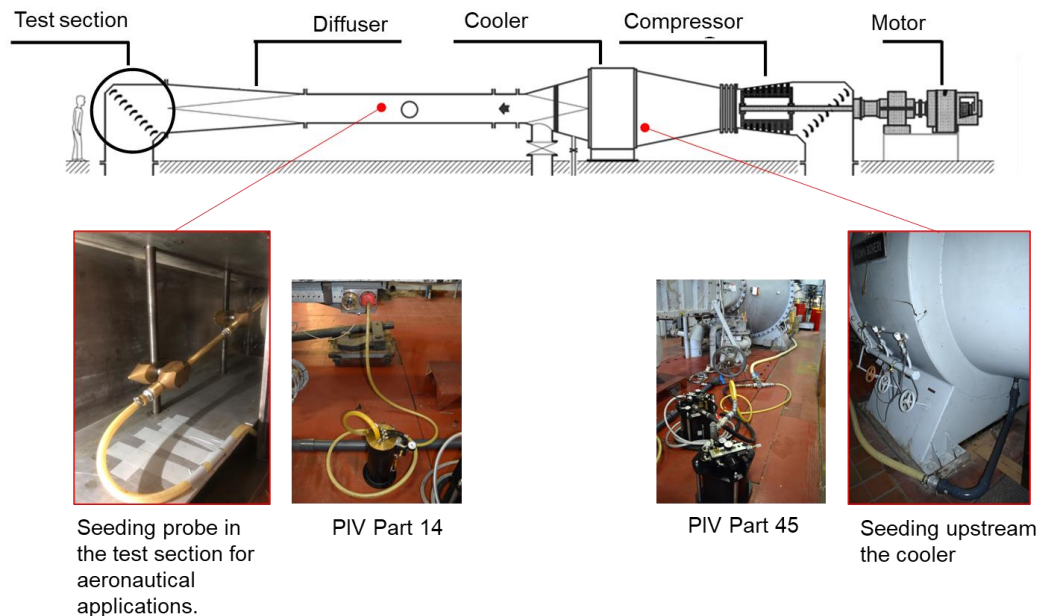 Test section
Diffuser
Cooler
Compressor
Motor
Seeding probe in
the test section for
aeronautical
applications.
PIV Part 14
PIV Part 45
Seeding upstream
the cooler